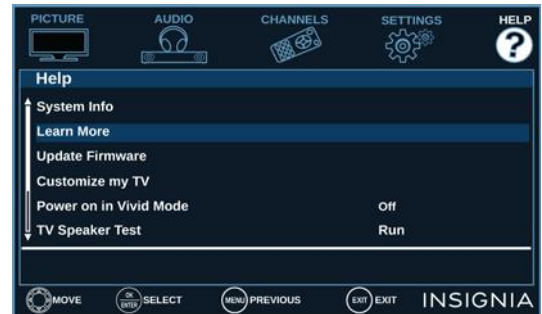 PICTURE AUDIO CHANNELS SETTINGS HELP
?
Help
System Info
Learn More
Update Firmware
Customize my TV
Power on in Vivid Mode Off
TV Speaker Test Run
MOVE OK ENTER SELECT MENU PREVIOUS EXIT EXIT INSIGNIA